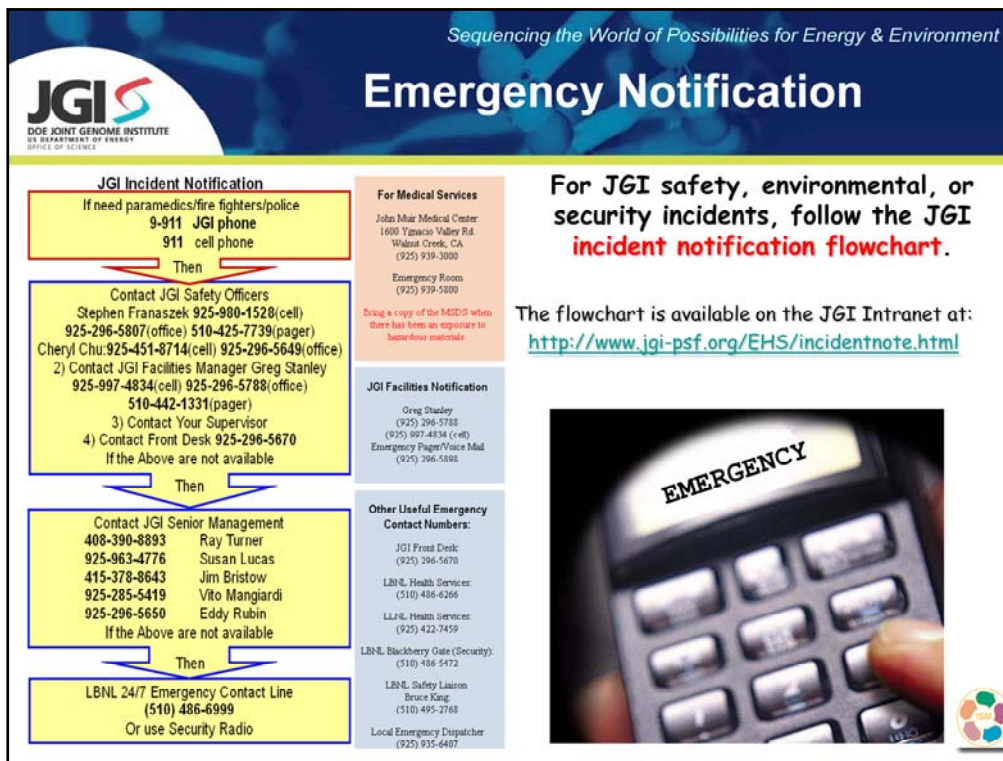 Sequencing the World of Possibilities for Energy & Environment
Emergency Notification
JGI
DOE JOINT GENOME INSTITUTE
US DEPARTMENT OF ENERGY
OFFICE OF SCIENCE
JGI Incident Notification
If need paramedics/fire fighters/police
9-911 JGI phone
911 cell phone
Then
Contact JGI Safety Officers
Stephen Franaszek 925-980-1528(cell)
925-296-5807(office) 510-425-7739(pager)
Cheryl Chu:925-451-8714(cell) 925-296-5649(office)
2) Contact JGI Facilities Manager Greg Stanley
925-997-4834(cell) 925-296-5788(office)
510-442-1331(pager)
3) Contact Your Supervisor
4) Contact Front Desk 925-296-5670
If the Above are not available
Then
Contact JGI Senior Management
408-390-8893 Ray Turner
925-963-4776 Susan Lucas
415-378-8643 Jim Bristow
925-285-5419 Vito Mangiardi
925-296-5650 Eddy Rubin
If the Above are not available
Then
LBNL 24/7 Emergency Contact Line
(510) 486-6999
Or use Security Radio
For Medical Services
John Muir Medical Center:
1600 Ygnacio Valley Rd.
Walnut Creek, CA
(925) 939-3000
Emergency Room
(925) 939-5800
Bring a copy of the MSDG when
there has been an exposure to
hazardous materials.
JGI Facilities Notification
Greg Stanley
(925) 296-5788
(925) 997-4834 (cell)
Emergency Pager/Voice Mail
(925) 296-5898
Other Useful Emergency
Contact Numbers:
JGI Front Desk:
(925) 296-5670
LBNL Health Services:
(510) 486-6266
LLNL Health Services:
(925) 422-7459
LBNL Blackberry Gate (Security):
(510) 486-5472
LBNL Safety Liaison
Bruce King:
(510) 495-2768
Local Emergency Dispatcher
(925) 935-6407
For JGI safety, environmental, or
security incidents, follow the JGI
incident notification flowchart.
The flowchart is available on the JGI Intranet at:
http://www.jgi-psf.org/EHS/incidentnote.html
EMERGENCY
ISM